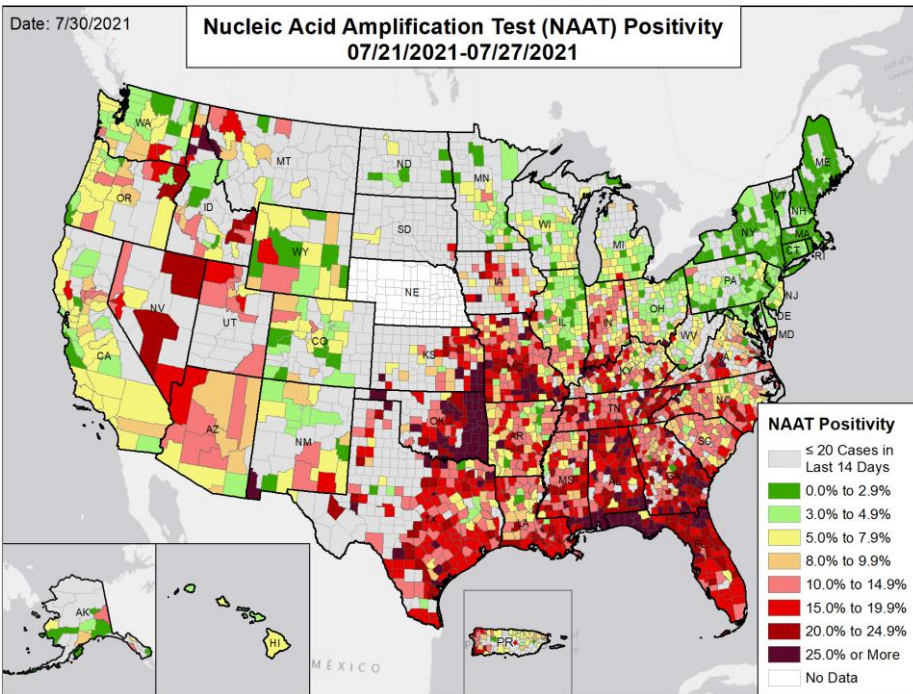 Date: 7/30/2021
Nucleic Acid Amplification Test (NAAT) Positivity
07/21/2021-07/27/2021
WA
MT
ND
MN
ME
OR
ID
SD
WI
MI
VT
NH
NY
MA
CT
RI
WY
IA
PA
NJ
NE
NV
UT
CO
IL
IN
OH
DE
MD
WV
CA
KS
MO
KY
VA
AZ
NM
OK
AR
TN
NC
SC
MS
AL
GA
TX
LA
FL
AK
HI
PR
MÉXICO
NAAT Positivity
≤ 20 Cases in
Last 14 Days
0.0% to 2.9%
3.0% to 4.9%
5.0% to 7.9%
8.0% to 9.9%
10.0% to 14.9%
15.0% to 19.9%
20.0% to 24.9%
25.0% or More
No Data